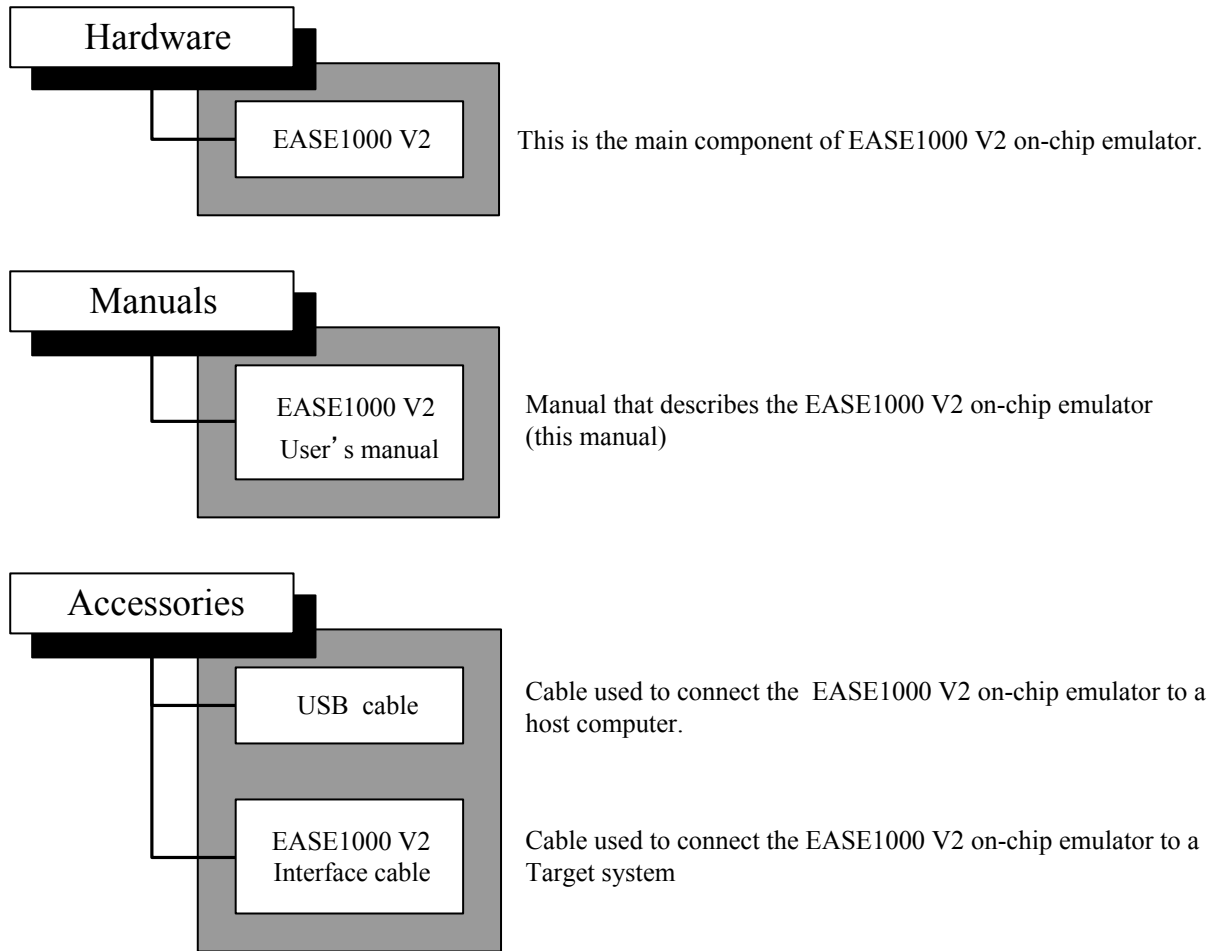 Hardware
EASE1000 V2
This is the main component of EASE1000 V2 on-chip emulator.
Manuals
EASE1000 V2
User’s manual
Manual that describes the EASE1000 V2 on-chip emulator
(this manual)
Accessories
USB cable
Cable used to connect the EASE1000 V2 on-chip emulator to a
host computer.
EASE1000 V2
Interface cable
Cable used to connect the EASE1000 V2 on-chip emulator to a
Target system